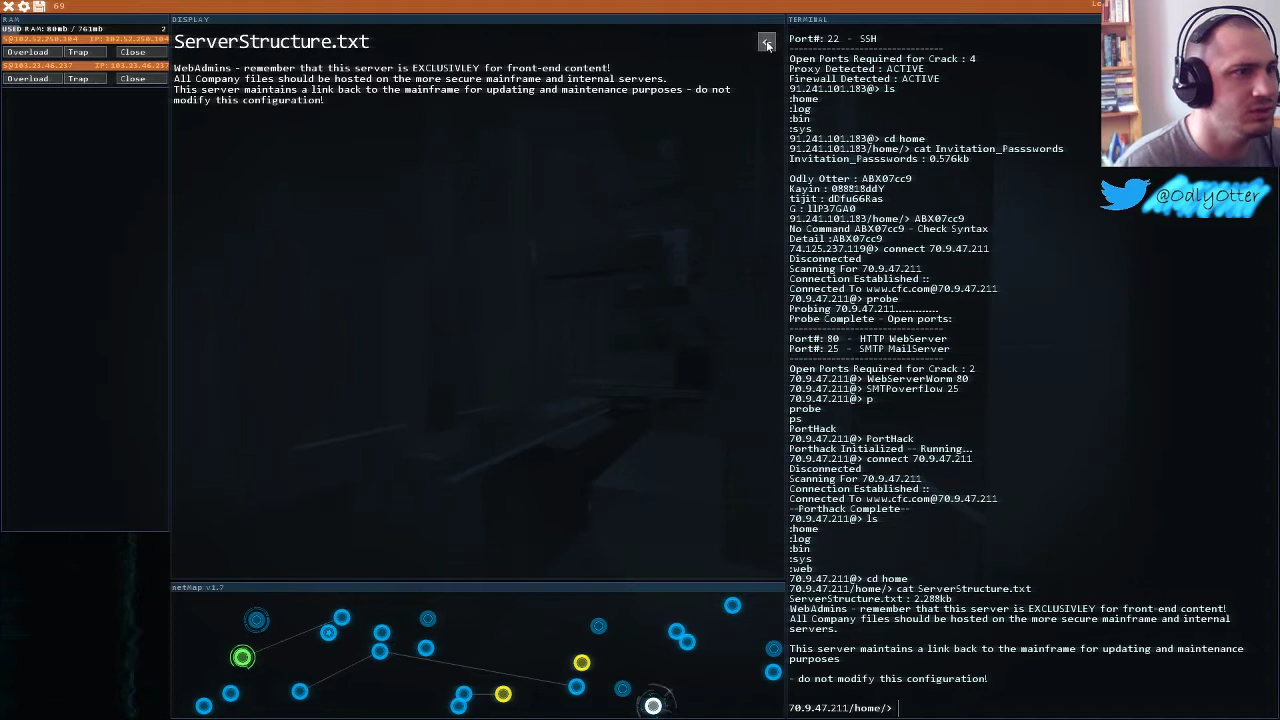 69
RAM
USED RAM: 80mb / 761mb 2
IP: 103.23.46.237
Overload Trap Close
Overload Trap Close
DISPLAY
ServerStructure.txt
WebAdmins - remember that this server is EXCLUSIVLEY for front-end content!
All Company files should be hosted on the more secure mainframe and internal servers.
This server maintains a link back to the mainframe for updating and maintenance purposes - do not
modify this configuration!
netMap v1.7
TERMINAL
Port#: 22 - SSH
---------------------------------
Open Ports Required for Crack : 4
Proxy Detected : ACTIVE
Firewall Detected : ACTIVE
91.241.101.183@> ls
:home
:log
:bin
:sys
91.241.101.183@> cd home
91.241.101.183/home/> cat Invitation_Passswords
Invitation_Passswords : 0.576kb
Odly Otter : ABX07cc9
Kayin : 088818ddY
tijit : dDfu66Ras
G : llP37GA0
91.241.101.183/home/> ABX07cc9
No Command ABX07cc9 - Check Syntax
Detail :ABX07cc9
74.125.237.119@> connect 70.9.47.211
Disconnected
Scanning For 70.9.47.211
Connection Established ::
Connected To www.cfc.com@70.9.47.211
70.9.47.211@> probe
Probing 70.9.47.211.............
Probe Complete - Open ports:
---------------------------------
Port#: 80 - HTTP WebServer
Port#: 25 - SMTP MailServer
---------------------------------
Open Ports Required for Crack : 2
70.9.47.211@> WebServerWorm 80
70.9.47.211@> SMTPoverflow 25
70.9.47.211@> p
probe
ps
PortHack
70.9.47.211@> PortHack
Porthack Initialized -- Running...
70.9.47.211@> connect 70.9.47.211
Disconnected
Scanning For 70.9.47.211
Connection Established ::
Connected To www.cfc.com@70.9.47.211
--Porthack Complete--
70.9.47.211@> ls
:home
:log
:bin
:sys
:web
70.9.47.211@> cd home
70.9.47.211/home/> cat ServerStructure.txt
ServerStructure.txt : 2.288kb
WebAdmins - remember that this server is EXCLUSIVLEY for front-end content!
All Company files should be hosted on the more secure mainframe and internal
servers.
This server maintains a link back to the mainframe for updating and maintenance
purposes
- do not modify this configuration!
70.9.47.211/home/>
@OdlyOtter